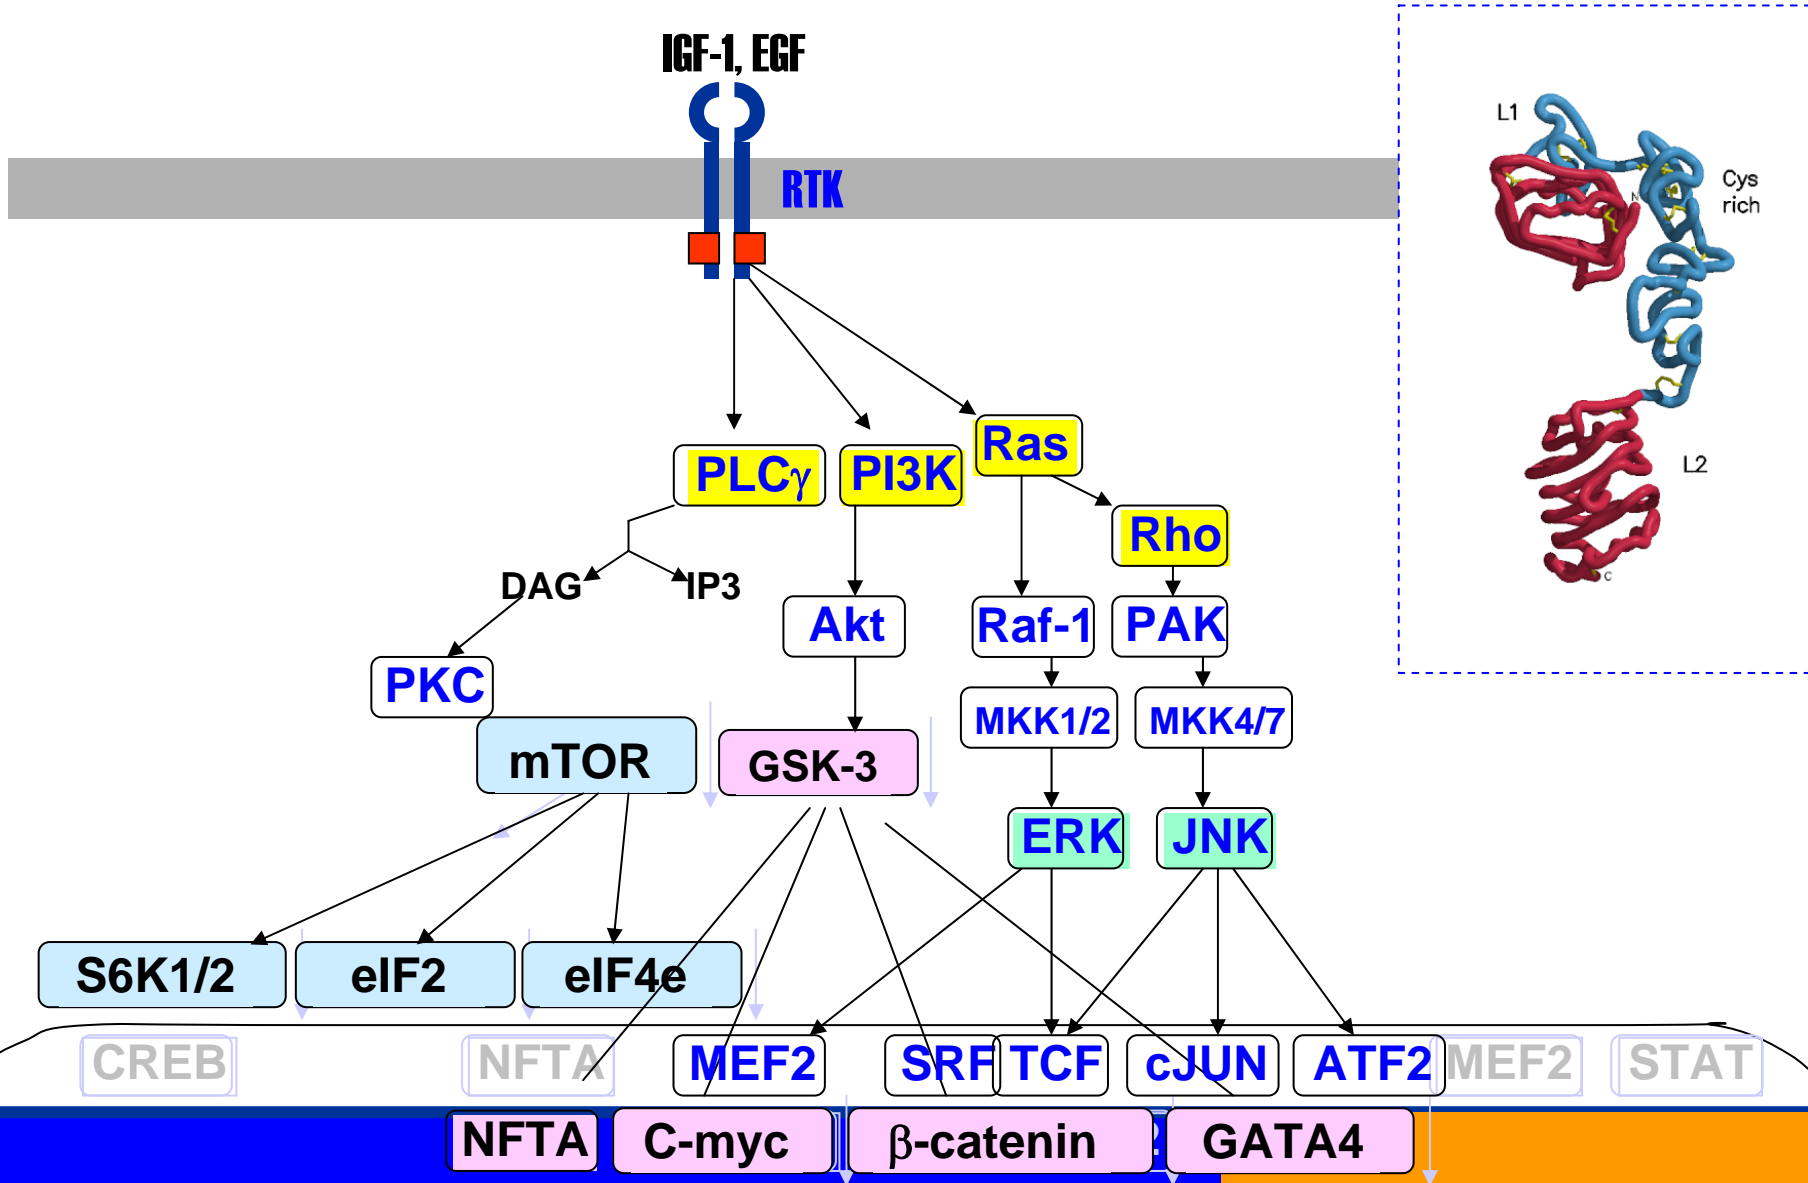 IGF-1, EGF
RTK
L1
N
Cys
rich
L2
C
Ras
PLCγ
PI3K
Rho
DAG
IP3
Akt
Raf-1
PAK
PKC
MKK1/2
MKK4/7
mTOR
GSK-3
ERK
JNK
S6K1/2
eIF2
eIF4e
CREB
NFTA
MEF2
SRF
TCF
cJUN
ATF2
MEF2
STAT
NFTA
C-myc
β-catenin
GATA4